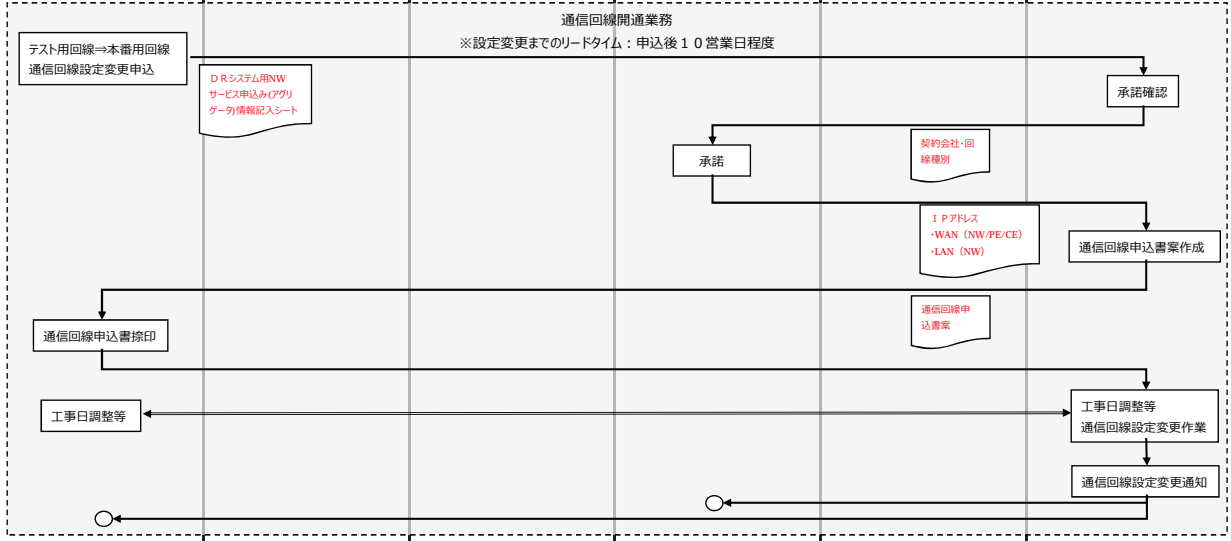 通信回線開通業務
※設定変更までのリードタイム：申込後１０営業日程度
テスト用回線⇒本番用回線
通信回線設定変更申込
ＤＲシステム用NW
サービス申込み(アグリ
ゲータ)情報記入シート
承諾確認
契約会社・回
線種別
承諾
ＩＰアドレス
・WAN（NW/PE/CE）
・LAN（NW）
通信回線申込書案作成
通信回線申
込書案
通信回線申込書捺印
工事日調整等
工事日調整等
通信回線設定変更作業
通信回線設定変更通知